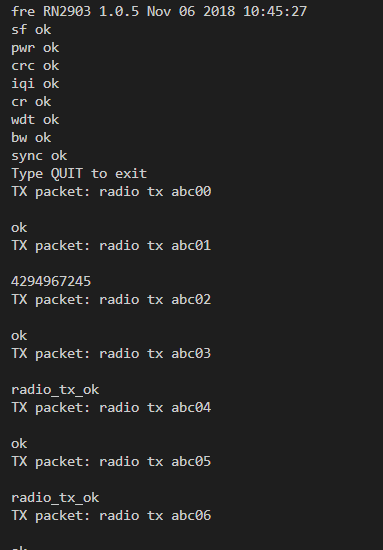 fre RN2903 1.0.5 Nov 06 2018 10:45:27
sf ok
pwr ok
crc ok
iqi ok
cr ok
wdt ok
bw ok
sync ok
Type QUIT to exit
TX packet: radio tx abc00
ok
TX packet: radio tx abc01
4294967245
TX packet: radio tx abc02
ok
TX packet: radio tx abc03
radio_tx_ok
TX packet: radio tx abc04
ok
TX packet: radio tx abc05
radio_tx_ok
TX packet: radio tx abc06
ok